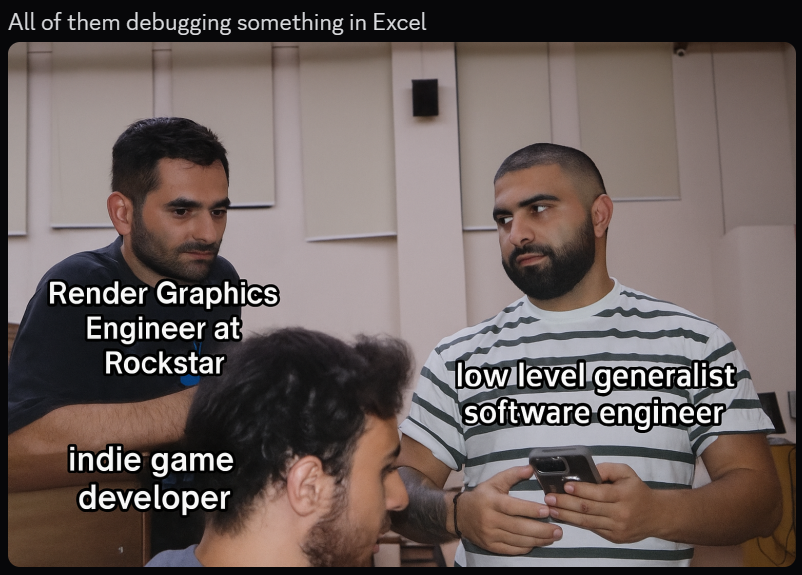 All of them debugging something in Excel
Render Graphics
Engineer at
Rockstar
low level generalist
software engineer
indie game
developer